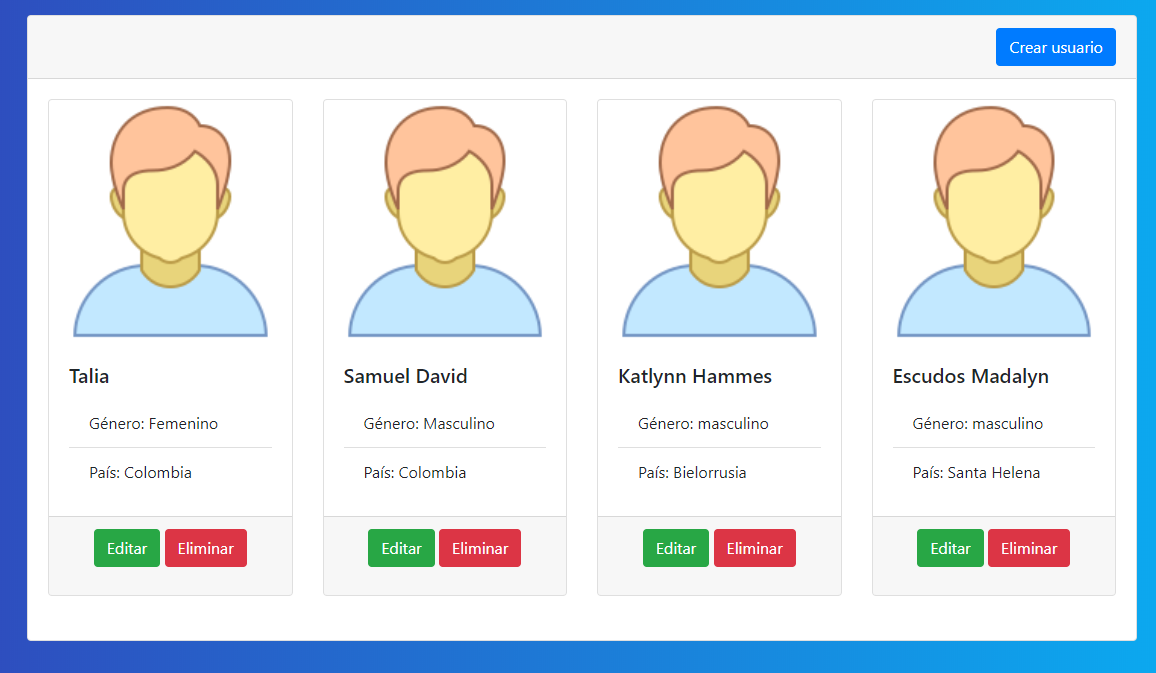 Crear usuario
Talia
Género: Femenino
País: Colombia
Editar Eliminar
Samuel David
Género: Masculino
País: Colombia
Editar Eliminar
Katlynn Hammes
Género: masculino
País: Bielorrusia
Editar Eliminar
Escudos Madalyn
Género: masculino
País: Santa Helena
Editar Eliminar